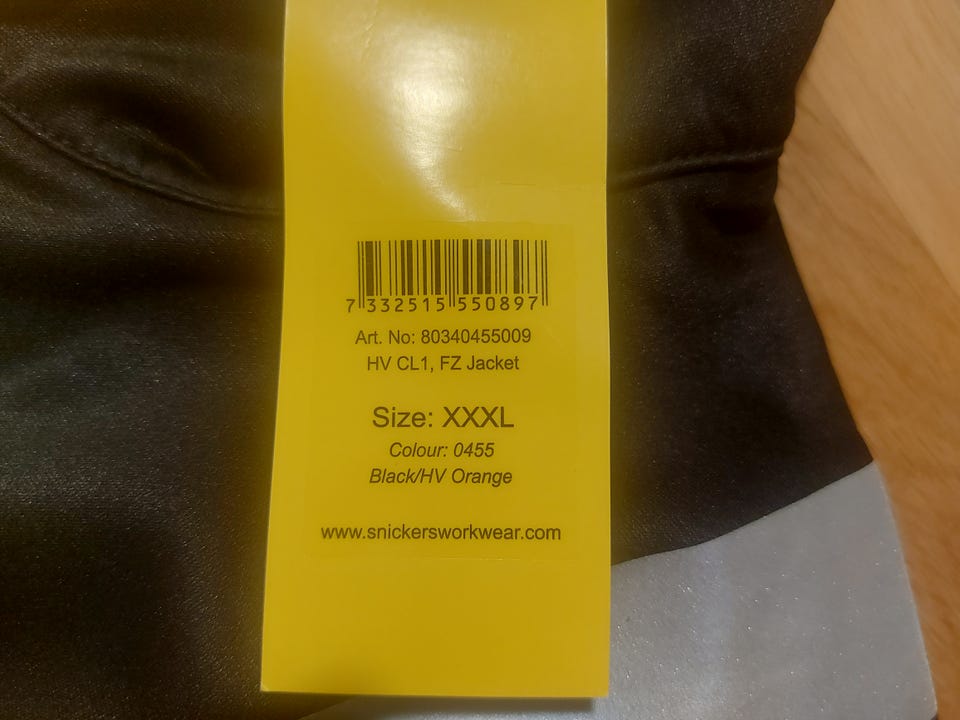 7 332515 550897
Art. No: 80340455009
HV CL1, FZ Jacket
Size: XXXL
Colour: 0455
Black/HV Orange
www.snickersworkwear.com